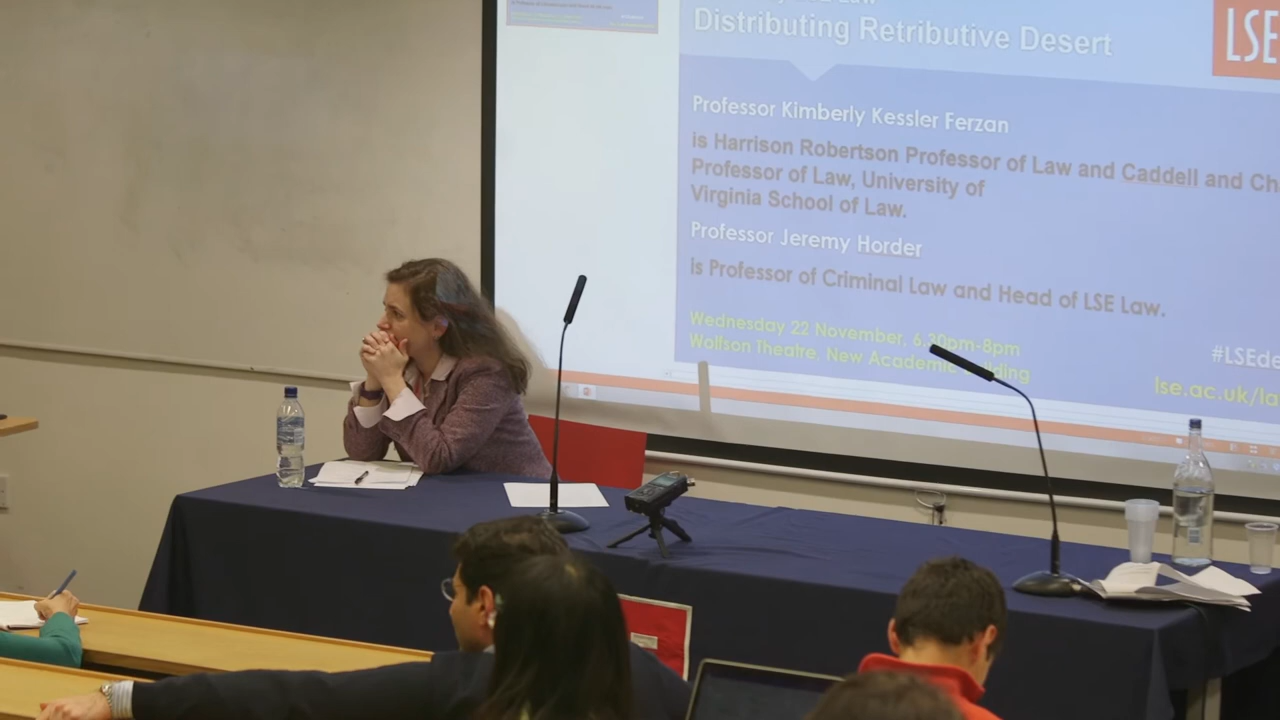 Distributing Retributive Desert
LSE
Professor Kimberly Kessler Ferzan
is Harrison Robertson Professor of Law and Caddell and Ch
Professor of Law, University of
Virginia School of Law.
Professor Jeremy Horder
is Professor of Criminal Law and Head of LSE Law.
Wednesday 22 November, 6.30pm-8pm
Wolfson Theatre, New Academic Building
#LSEde
lse.ac.uk/la